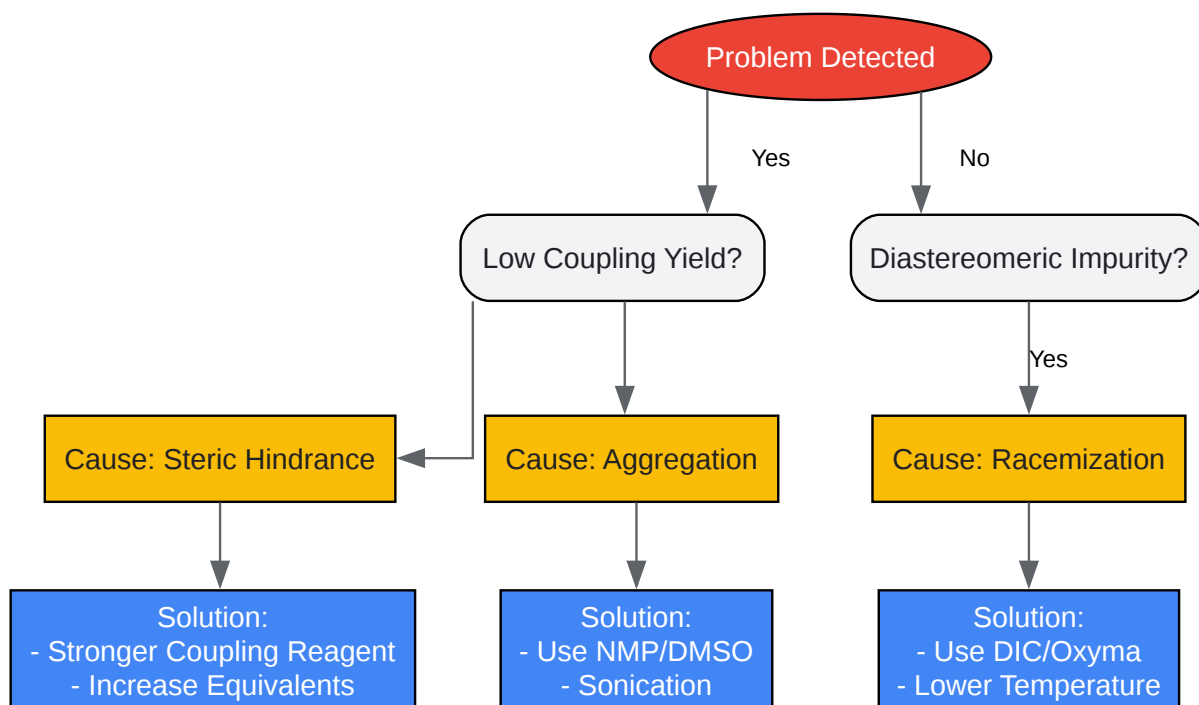 Problem Detected
Yes
No
Low Coupling Yield?
Diastereomeric Impurity?
Yes
Cause: Steric Hindrance
Cause: Aggregation
Cause: Racemization
Solution:
- Stronger Coupling Reagent
- Increase Equivalents
Solution:
- Use NMP/DMSO
- Sonication
Solution:
- Use DIC/Oxyma
- Lower Temperature